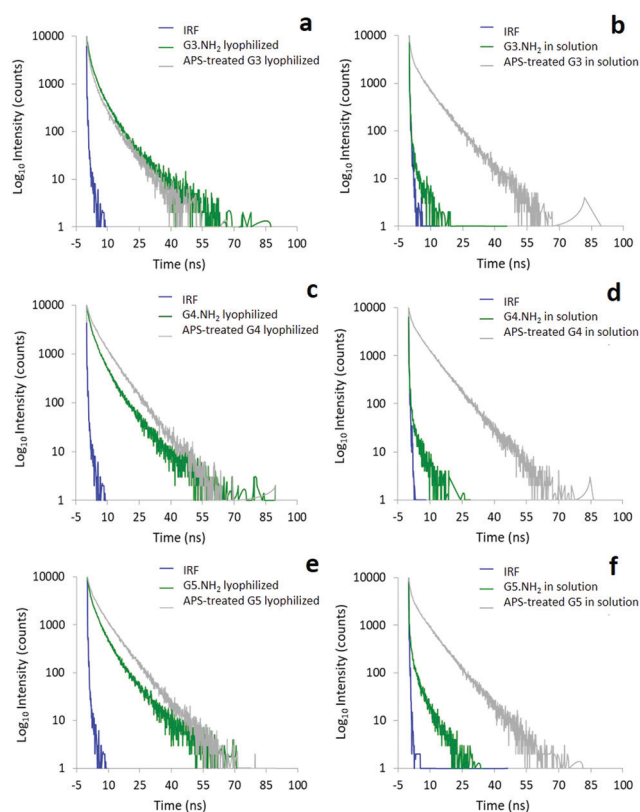 a
IRF
G3.NH₂ lyophilized
APS-treated G3 lyophilized
Log₁₀ Intensity (counts)
10000
1000
100
10
1
-5 10 25 40 55 70 85 100
Time (ns)
b
IRF
G3.NH₂ in solution
APS-treated G3 in solution
Log₁₀ Intensity (counts)
10000
1000
100
10
1
-5 10 25 40 55 70 85 100
Time (ns)
c
IRF
G4.NH₂ lyophilized
APS-treated G4 lyophilized
Log₁₀ Intensity (counts)
10000
1000
100
10
1
-5 10 25 40 55 70 85 100
Time (ns)
d
IRF
G4.NH₂ in solution
APS-treated G4 in solution
Log₁₀ Intensity (counts)
10000
1000
100
10
1
-5 10 25 40 55 70 85 100
Time (ns)
e
IRF
G5.NH₂ lyophilized
APS-treated G5 lyophilized
Log₁₀ Intensity (counts)
10000
1000
100
10
1
-5 10 25 40 55 70 85 100
Time (ns)
f
IRF
G5.NH₂ in solution
APS-treated G5 in solution
Log₁₀ Intensity (counts)
10000
1000
100
10
1
-5 10 25 40 55 70 85 100
Time (ns)